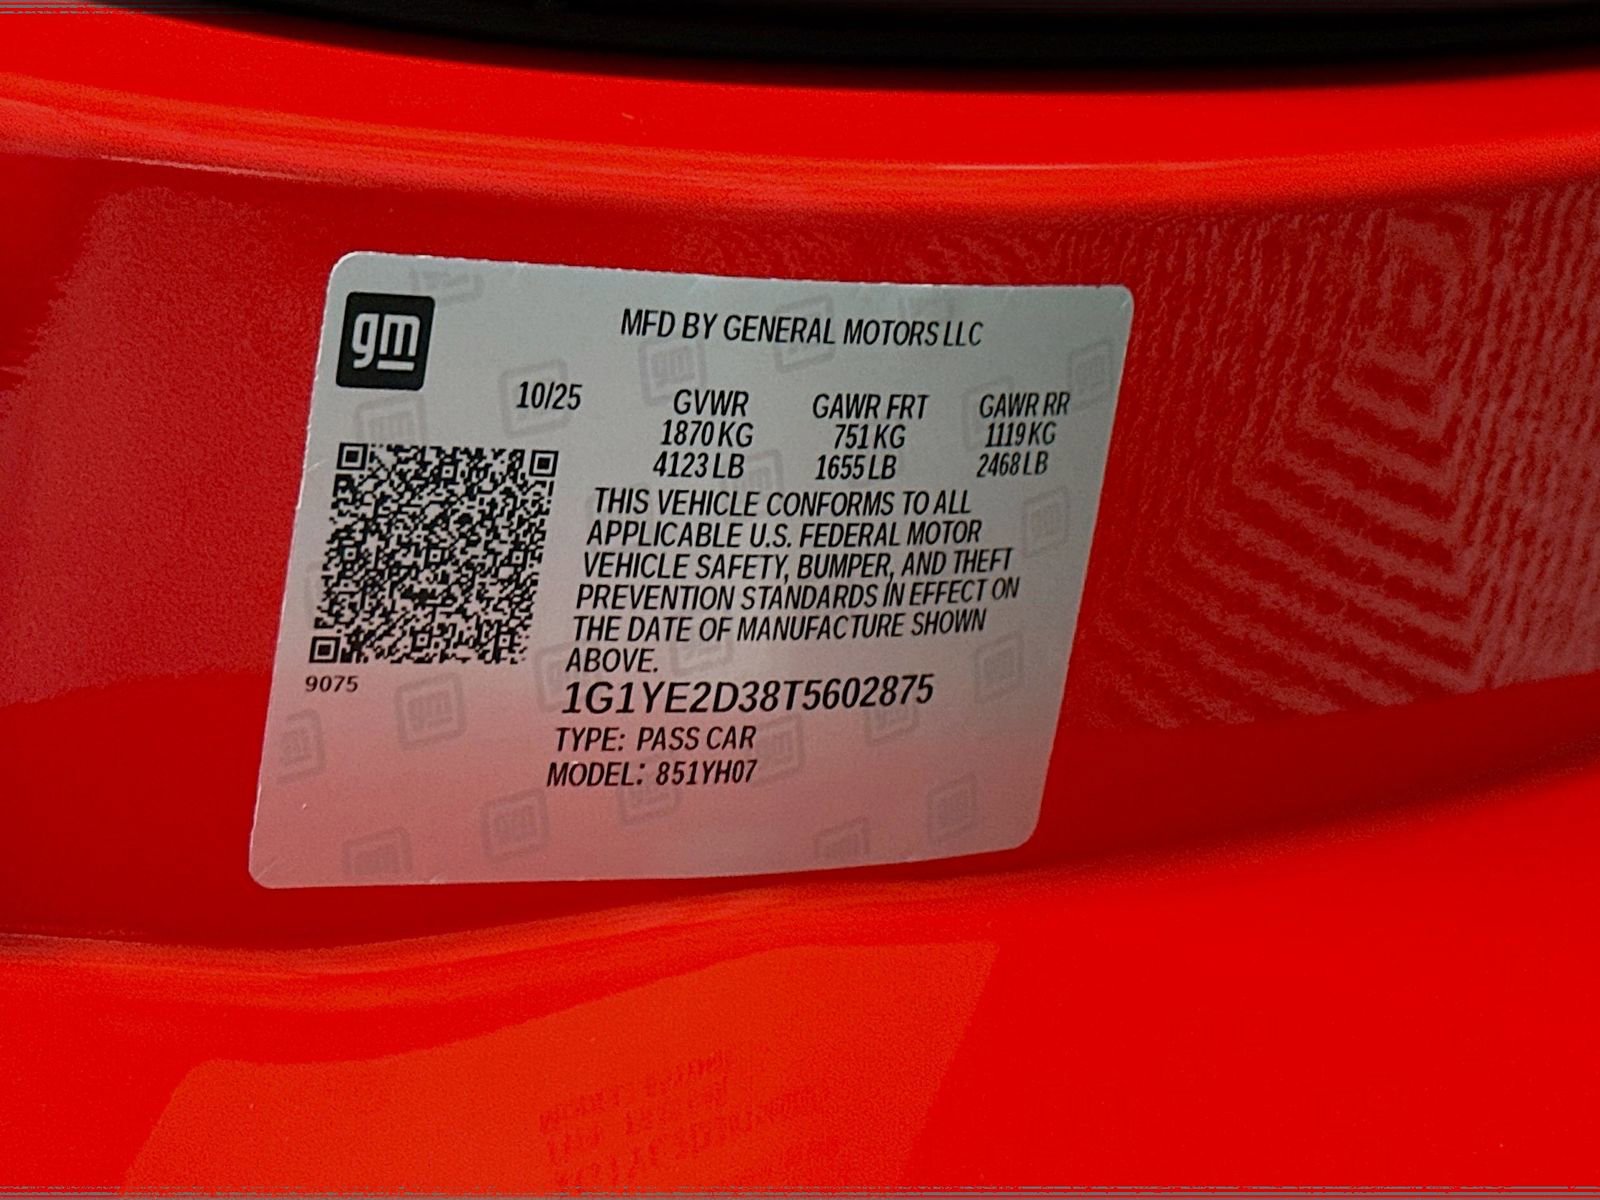 gm
MFD BY GENERAL MOTORS LLC
10/25 GVWR GAWR FRT GAWR RR
1870 KG 751 KG 1119 KG
4123 LB 1655 LB 2468 LB
THIS VEHICLE CONFORMS TO ALL
APPLICABLE U.S. FEDERAL MOTOR
VEHICLE SAFETY, BUMPER, AND THEFT
PREVENTION STANDARDS IN EFFECT ON
THE DATE OF MANUFACTURE SHOWN
ABOVE.
9075
1G1YE2D38T5602875
TYPE: PASS CAR
MODEL: 851YH07